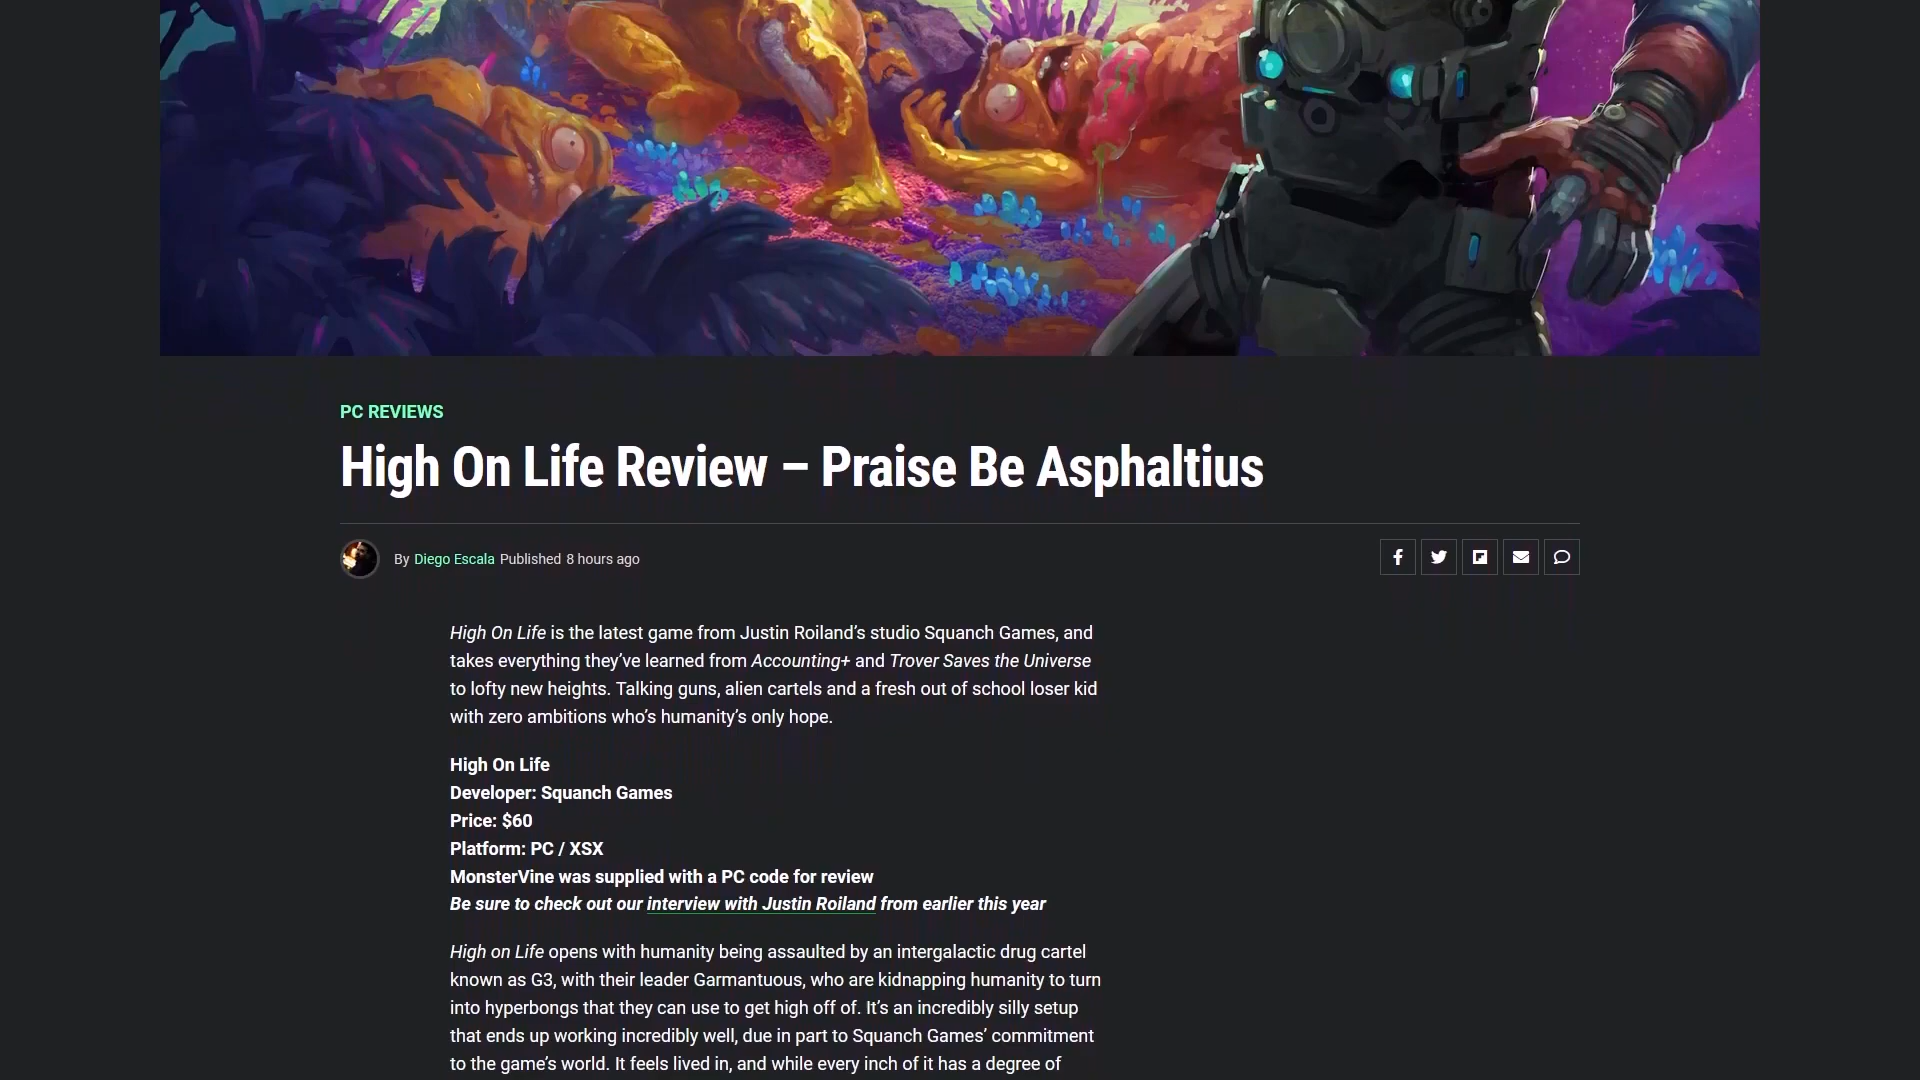 PC REVIEWS
High On Life Review – Praise Be Asphaltius
By Diego Escala Published 8 hours ago
High On Life is the latest game from Justin Roiland’s studio Squanch Games, and
takes everything they’ve learned from Accounting+ and Trover Saves the Universe
to lofty new heights. Talking guns, alien cartels and a fresh out of school loser kid
with zero ambitions who’s humanity’s only hope.
High On Life
Developer: Squanch Games
Price: $60
Platform: PC / XSX
MonsterVine was supplied with a PC code for review
Be sure to check out our interview with Justin Roiland from earlier this year
High on Life opens with humanity being assaulted by an intergalactic drug cartel
known as G3, with their leader Garmantuous, who are kidnapping humanity to turn
into hyperbongs that they can use to get high off of. It’s an incredibly silly setup
that ends up working incredibly well, due in part to Squanch Games’ commitment
to the game’s world. It feels lived in, and while every inch of it has a degree of